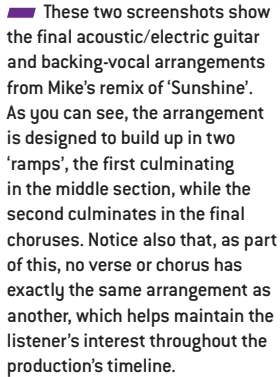 These two screenshots show
the final acoustic/electric guitar
and backing-vocal arrangements
from Mike's remix of 'Sunshine'.
As you can see, the arrangement
is designed to build up in two
'ramps', the first culminating
in the middle section, while the
second culminates in the final
choruses. Notice also that, as part
of this, no verse or chorus has
exactly the same arrangement as
another, which helps maintain the
listener's interest throughout the
production's timeline.